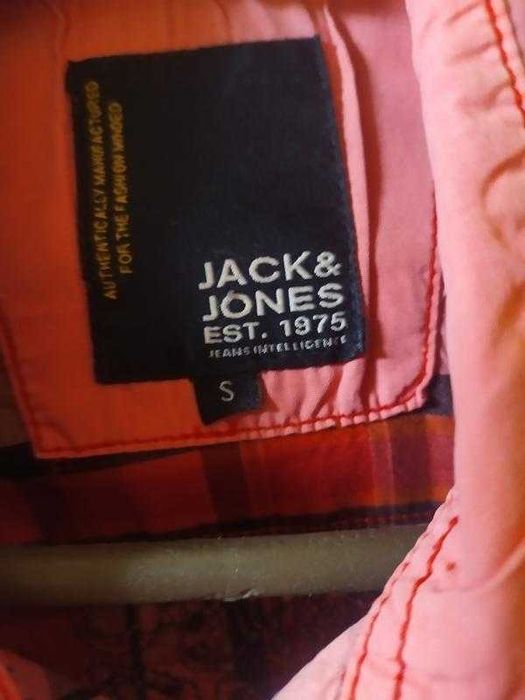 AUTHENTICALLY MANUFACTURED
FOR THE FASHION MINDED
JACK&
JONES
EST. 1975
JEANS INTELLIGENCE
S